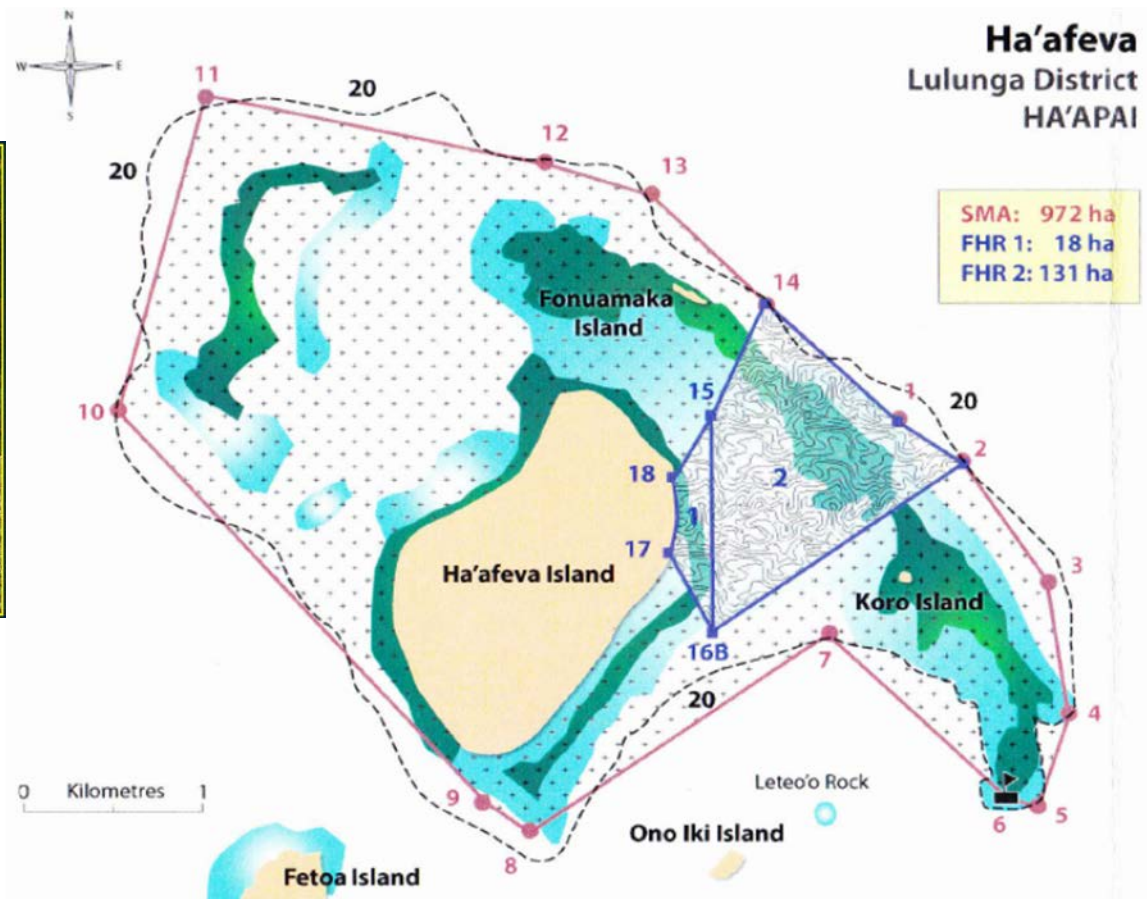 N
W E
S
Ha'afeva
Lulunga District
HA'APAI
11
20
12
20
13
SMA: 972 ha
FHR 1: 18 ha
FHR 2: 131 ha
Fonuamaka
Island
14
15
1
20
10
2
18
2
1
17
3
Ha'afeva Island
Koro Island
16B
7
20
4
0 Kilometres 1
Leteo'o Rock
9
6
5
Ono Iki Island
8
Fetoa Island